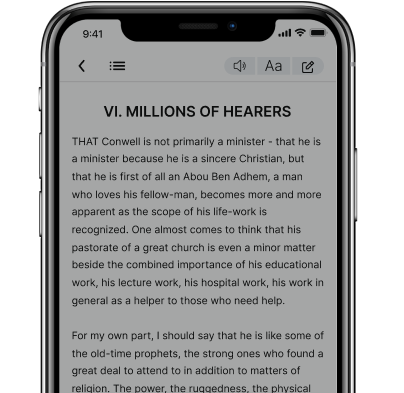 9:41
Aa
VI. MILLIONS OF HEARERS
THAT Conwell is not primarily a minister - that he is
a minister because he is a sincere Christian, but
that he is first of all an Abou Ben Adhem, a man
who loves his fellow-man, becomes more and more
apparent as the scope of his life-work is
recognized. One almost comes to think that his
pastorate of a great church is even a minor matter
beside the combined importance of his educational
work, his lecture work, his hospital work, his work in
general as a helper to those who need help.
For my own part, I should say that he is like some of
the old-time prophets, the strong ones who found a
great deal to attend to in addition to matters of
religion. The power, the ruggedness, the physical